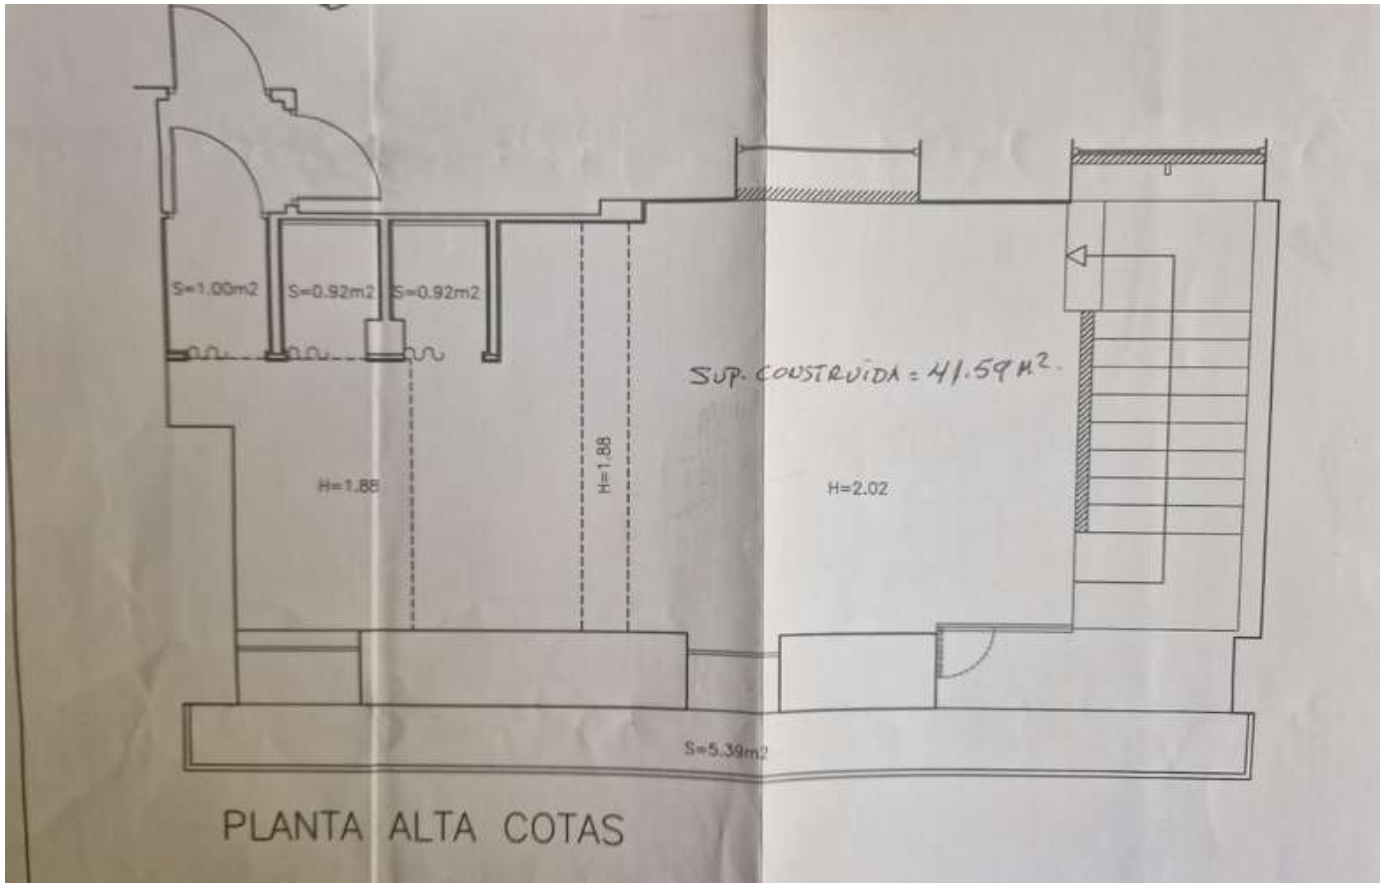 S=1.00m2
S=0.92m2
S=0.92m2
SUP. CONSTRUÍDA = 41.59 M².
H=1.88
H=1.88
H=2.02
S=5.39m2
PLANTA ALTA COTAS